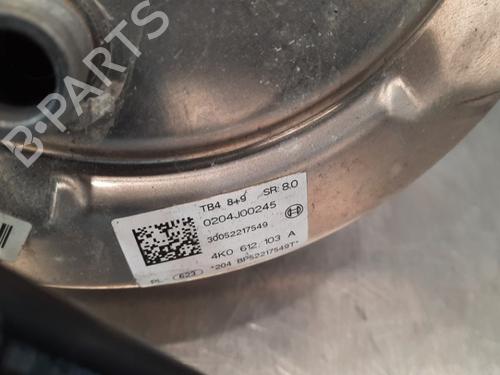 B-PARTS
TB4 8+9 SR: 8.0
0204J00245
30052217549
4K0 612 103 A
PL- 623 *204 BP52217549T*